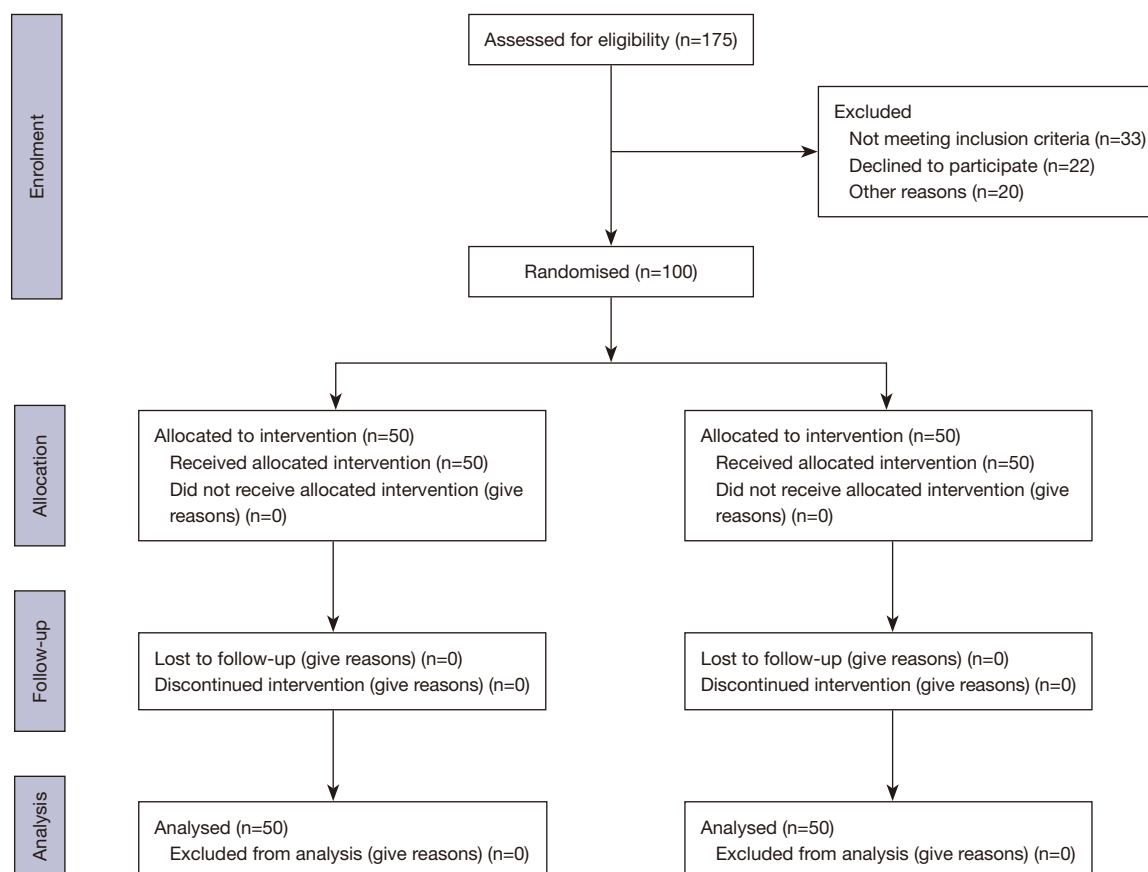 Enrolment
Assessed for eligibility (n=175)
Excluded
Not meeting inclusion criteria (n=33)
Declined to participate (n=22)
Other reasons (n=20)
Randomised (n=100)
Allocation
Allocated to intervention (n=50)
Received allocated intervention (n=50)
Did not receive allocated intervention (give
reasons) (n=0)
Allocated to intervention (n=50)
Received allocated intervention (n=50)
Did not receive allocated intervention (give
reasons) (n=0)
Follow-up
Lost to follow-up (give reasons) (n=0)
Discontinued intervention (give reasons) (n=0)
Lost to follow-up (give reasons) (n=0)
Discontinued intervention (give reasons) (n=0)
Analysis
Analysed (n=50)
Excluded from analysis (give reasons) (n=0)
Analysed (n=50)
Excluded from analysis (give reasons) (n=0)